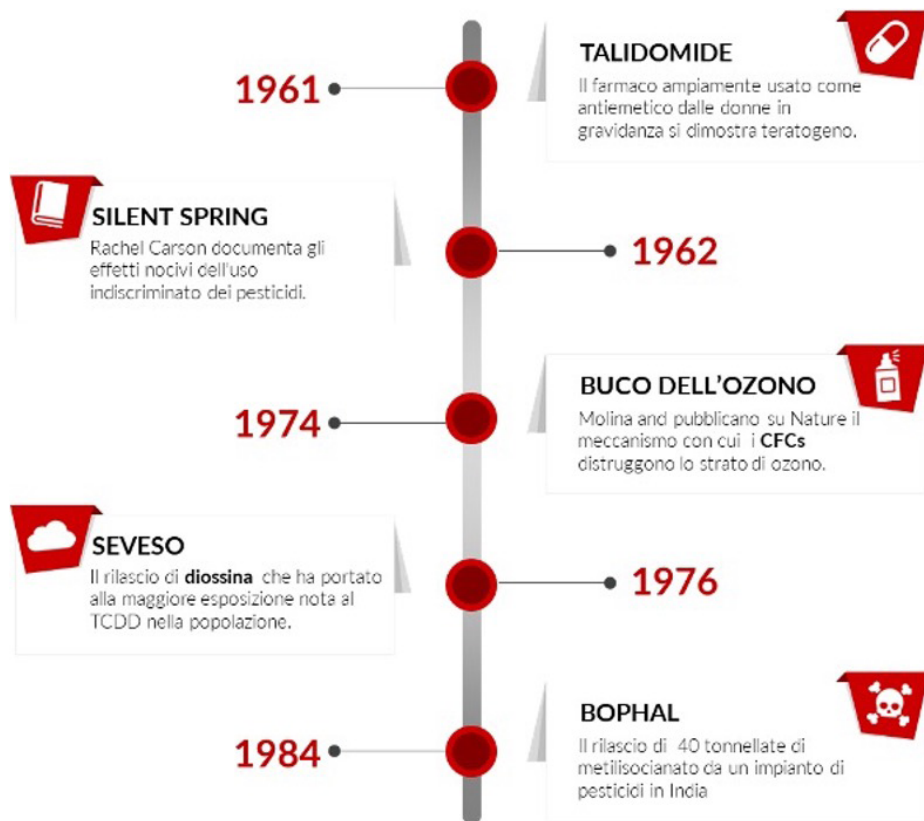 1961
TALIDOMIDE
Il farmaco ampiamente usato come
antiemetico dalle donne in
gravidanza si dimostra teratogeno.
SILENT SPRING
Rachel Carson documenta gli
effetti nocivi dell'uso
indiscriminato dei pesticidi.
1962
1974
BUCO DELL'OZONO
Molina and pubblicano su Nature il
meccanismo con cui i CFCs
distruggono lo strato di ozono.
SEVESO
Il rilascio di diossina che ha portato
alla maggiore esposizione nota al
TCDD nella popolazione.
1976
1984
BOPHAL
Il rilascio di 40 tonnellate di
metilisocianato da un impianto di
pesticidi in India